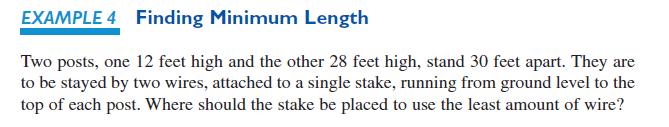 EXAMPLE 4 Finding Minimum Length
Two posts, one 12 feet high and the other 28 feet high, stand 30 feet apart. They are
to be stayed by two wires, attached to a single stake, running from ground level to the
top of each post. Where should the stake be placed to use the least amount of wire?